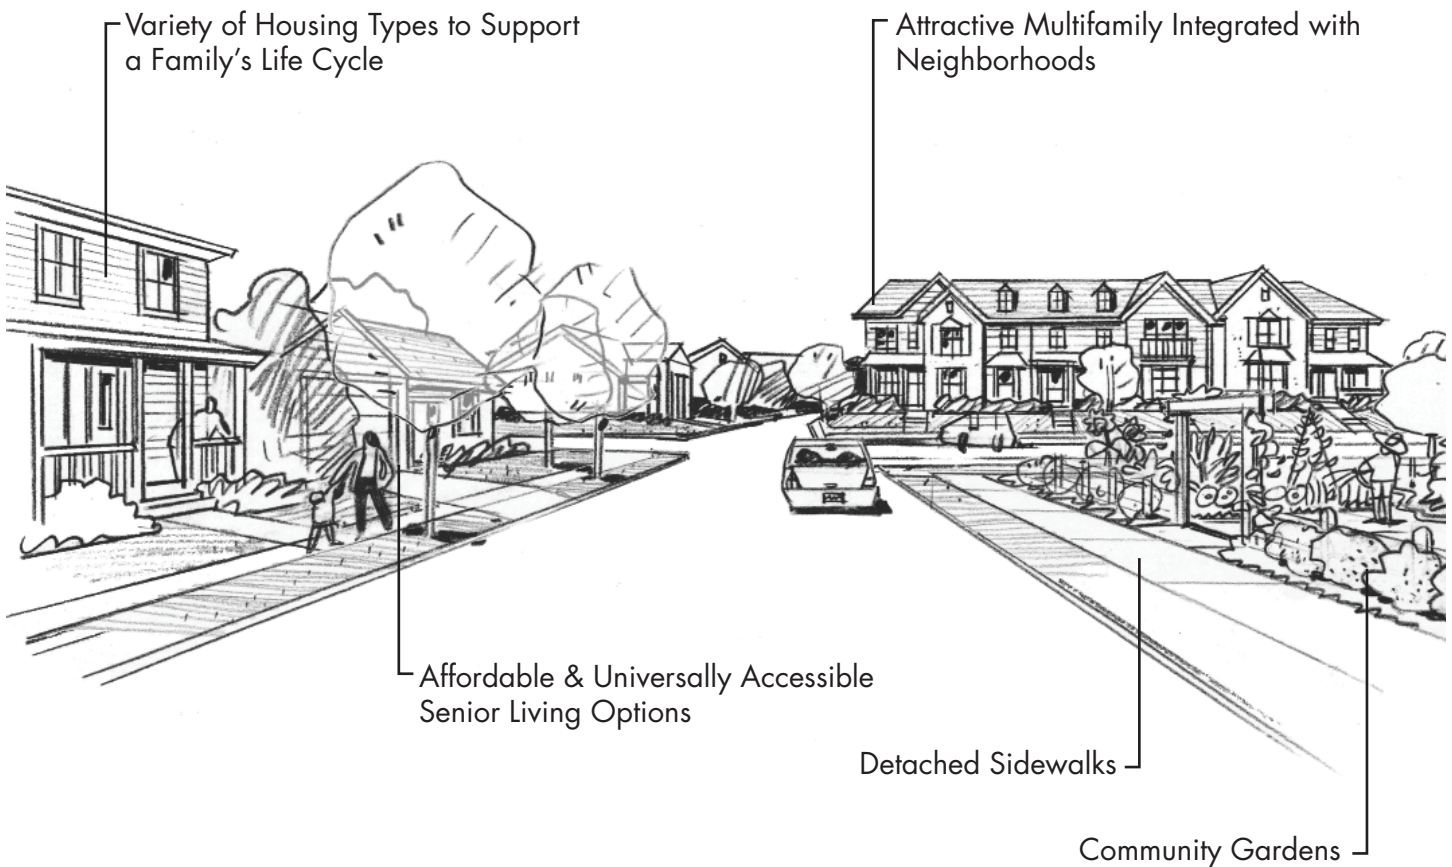 Variety of Housing Types to Support
a Family’s Life Cycle
Attractive Multifamily Integrated with
Neighborhoods
Affordable & Universally Accessible
Senior Living Options
Detached Sidewalks
Community Gardens